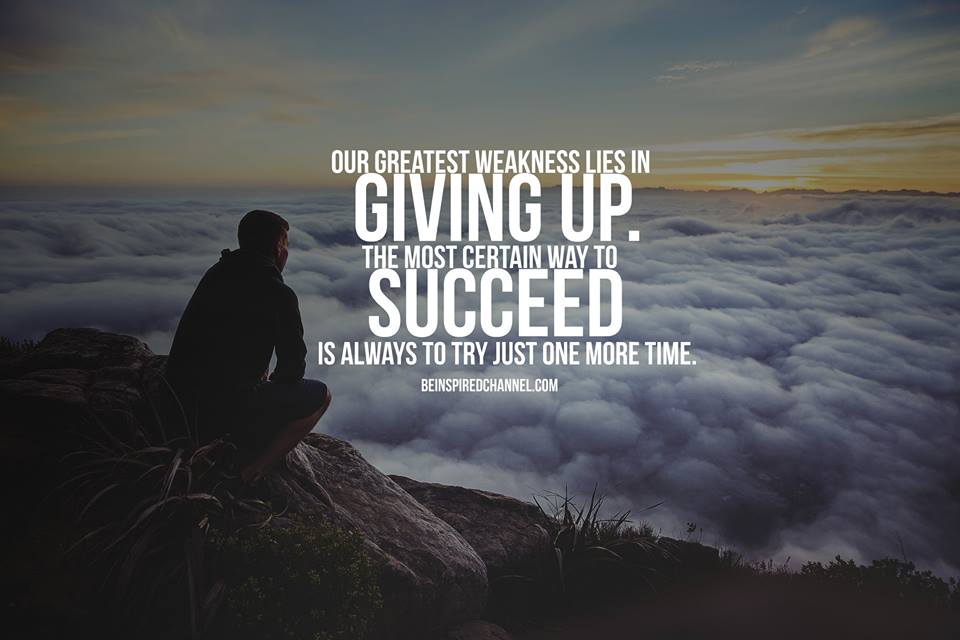 OUR GREATEST WEAKNESS LIES IN
GIVING UP.
THE MOST CERTAIN WAY TO
SUCCEED
IS ALWAYS TO TRY JUST ONE MORE TIME.
BEINSPIREDCHANNEL.COM